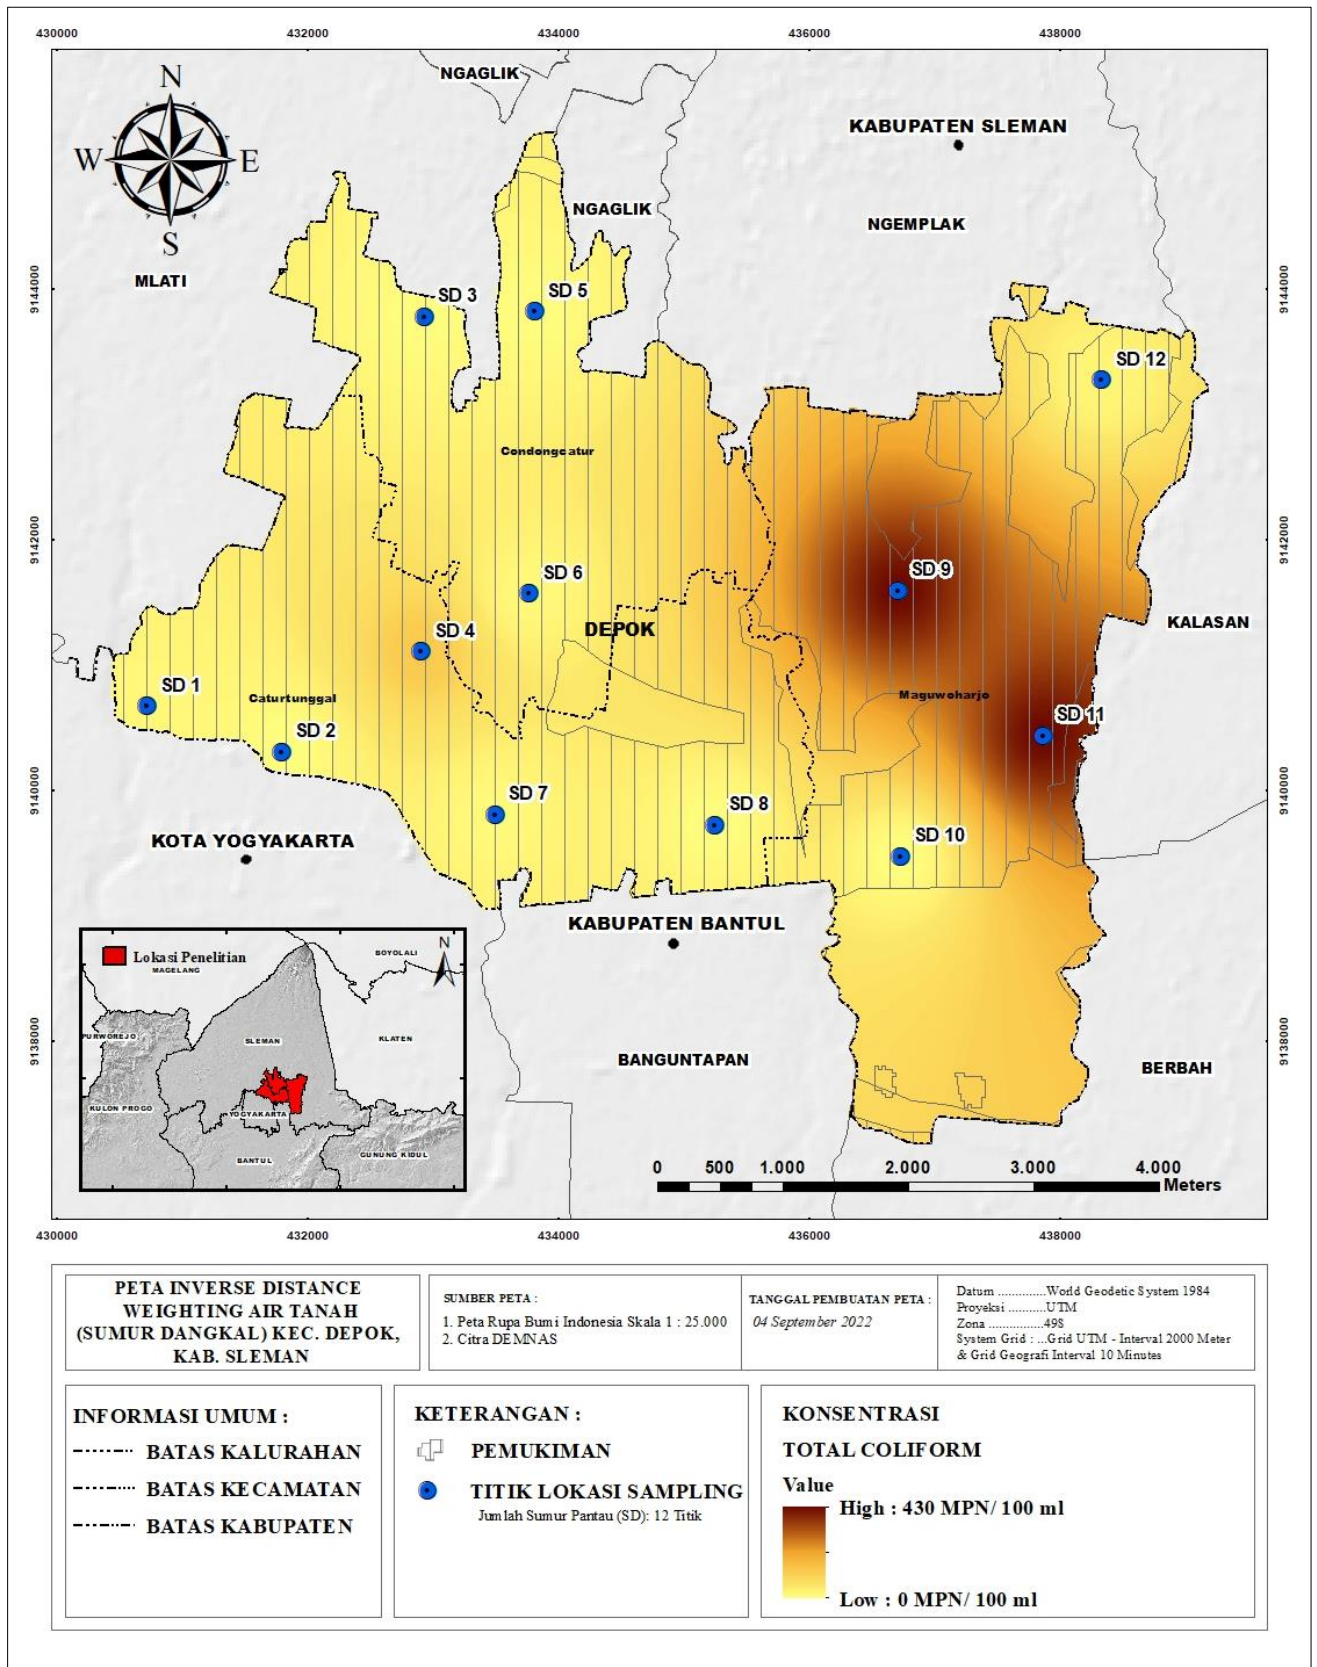 430000 432000 434000 436000 438000
NGAGLIK
N
KABUPATEN SLEMAN
W E
NGAGLIK
NGEMPLAK
S
MLATI
9144000 9144000
SD 3
SD 5
SD 12
Condongcatur
9142000 9142000
SD 6
SD 9
SD 4
DEPOK
KALASAN
SD 1
Caturtunggal
Maguwoharjo
SD 2
SD 11
9140000 9140000
SD 7
SD 8
SD 10
KOTA YOGYAKARTA
KABUPATEN BANTUL
Lokasi Penelitian
N
BOYOLALI
MAGELANG
PURWOREJO
SLEMAN
KLATEN
KULON PROGO
YOGYAKARTA
BANTUL
GUNUNG KIDUL
9138000 9138000
BANGUNTAPAN
BERBAH
0 500 1.000 2.000 3.000 4.000
Meters
430000 432000 434000 436000 438000
PETA INVERSE DISTANCE
WEIGHTING AIR TANAH
(SUMUR DANGKAL) KEC. DEPOK,
KAB. SLEMAN
SUMBER PETA :
1. Peta Rupa Bumi Indonesia Skala 1 : 25.000
2. Citra DEMNAS
TANGGAL PEMBUATAN PETA :
04 September 2022
Datum .............World Geodetic System 1984
Proyeksi ...........UTM
Zona .................49S
System Grid : ...Grid UTM - Interval 2000 Meter
& Grid Geografi Interval 10 Minutes
INFORMASI UMUM :
BATAS KALURAHAN
BATAS KECAMATAN
BATAS KABUPATEN
KETERANGAN :
PEMUKIMAN
TITIK LOKASI SAMPLING
Jumlah Sumur Pantau (SD): 12 Titik
KONSENTRASI
TOTAL COLIFORM
Value
High : 430 MPN/ 100 ml
Low : 0 MPN/ 100 ml